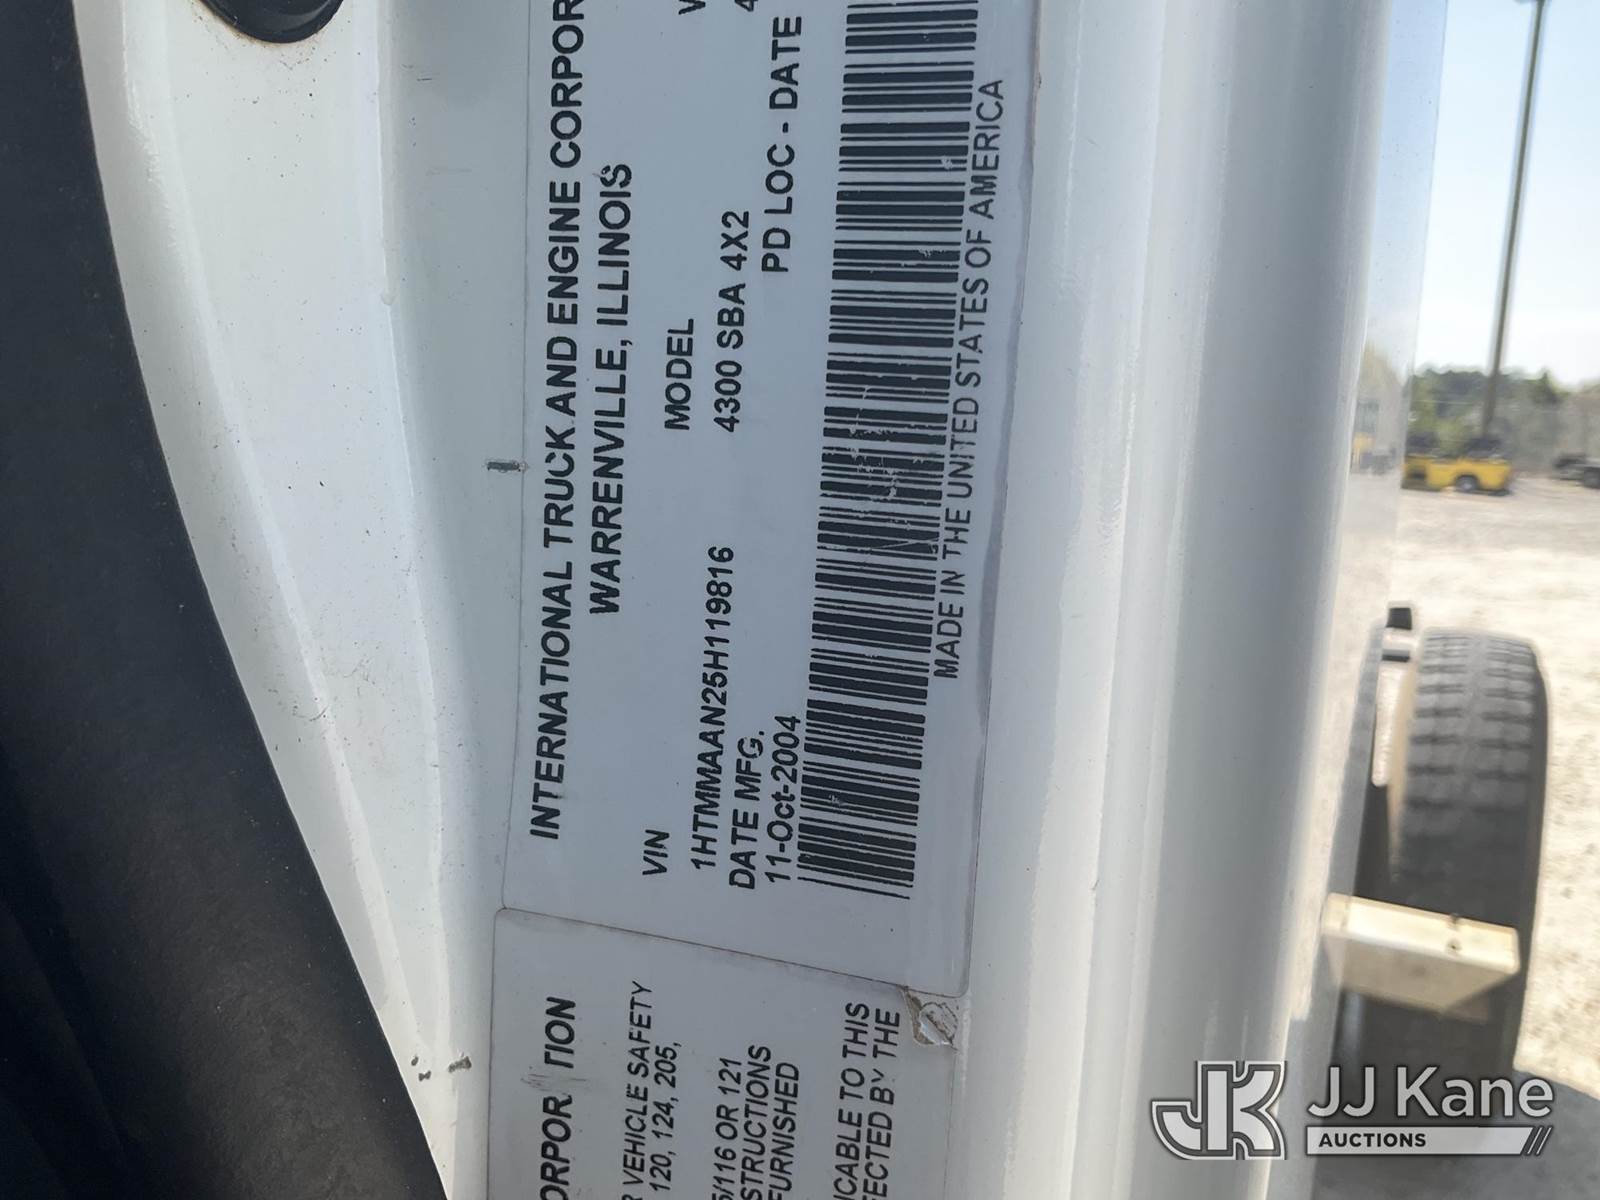 INTERNATIONAL TRUCK AND ENGINE CORPOR
WARRENVILLE, ILLINOIS
VIN MODEL
1HTMMAAN25H119816 4300 SBA 4X2
DATE MFG. PD LOC - DATE
11-Oct-2004
MADE IN THE UNITED STATES OF AMERICA
ORPOR TION
R VEHICLE SAFETY
120, 124, 205,
5/116 OR 121
STRUCTIONS
FURNISHED
ICABLE TO THIS
FECTED BY THE
JJ Kane
AUCTIONS